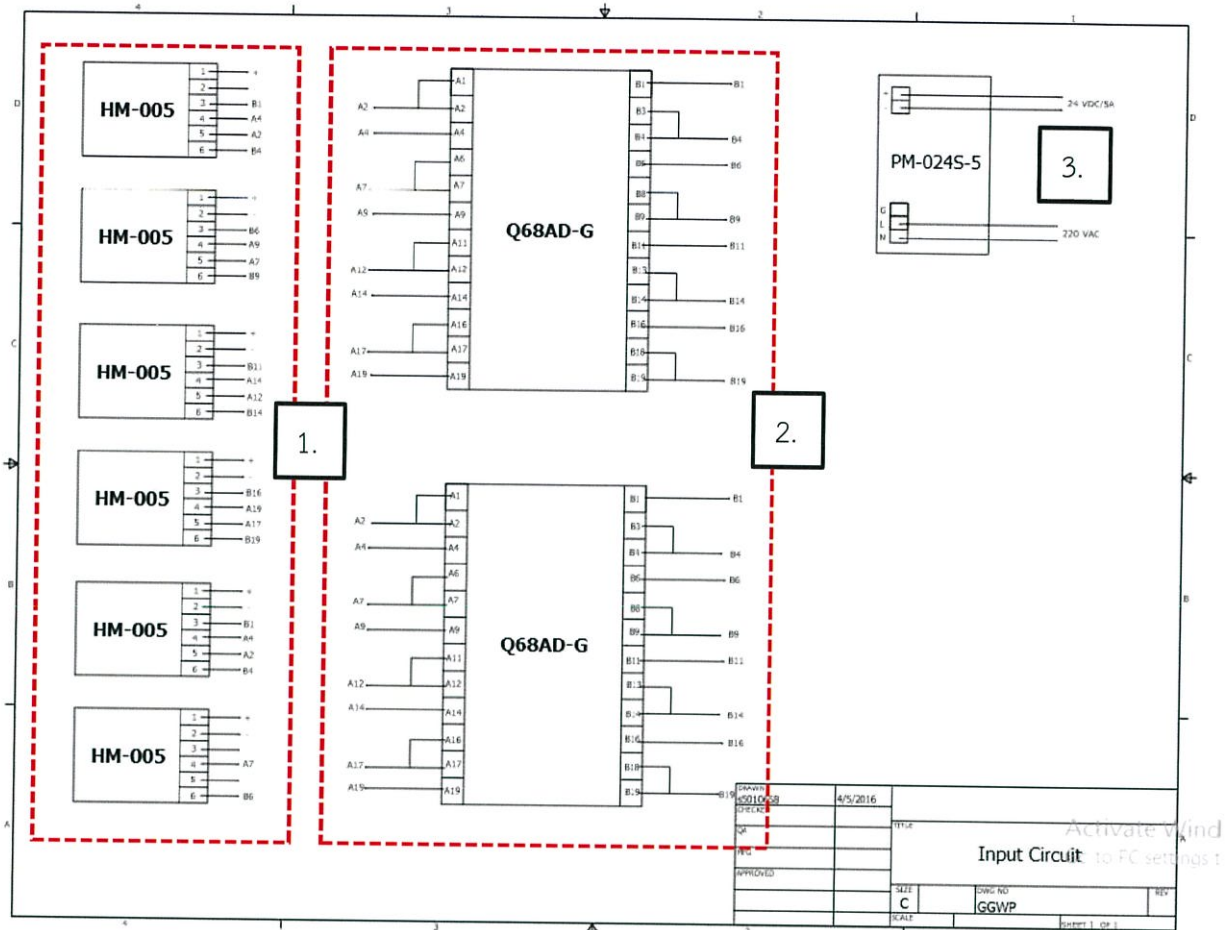 4 3 2 1
D
C
B
A
D
C
B
A
4 3 2
HM-005
1 +
2
3 B1
4 A4
5 A2
6 B4
HM-005
1 +
2 -
3 B6
4 A9
5 A7
6 B9
HM-005
1 +
2 -
3 B11
4 A14
5 A12
6 B14
HM-005
1 +
2 -
3 B16
4 A19
5 A17
6 B19
HM-005
1 +
2 -
3 B1
4 A4
5 A2
6 B4
HM-005
1 +
2 -
3
4 A7
5
6 B6
1.
Q68AD-G
A1 B1 B1
A2 A2 B3
A4 A4 B4 B4
A6 B6 B6
A7 A7 B8
A9 A9 B9 B9
A11 B11 B11
A12 A12 B13
A14 A14 B14 B14
A16 B16 B16
A17 A17 B18
A19 A19 B19 B19
2.
Q68AD-G
A1 B1 B1
A2 A2 B3
A4 A4 B4 B4
A6 B6 B6
A7 A7 B8
A9 A9 B9 B9
A11 B11 B11
A12 A12 B13
A14 A14 B14 B14
A16 B16 B16
A17 A17 B18
A19 A19 B19 B19
PM-024S-5
+
-
24 VDC/5A
G
L
N
220 VAC
3.
DRAWN
4/5/2016
CHECKED
QA
MFG
APPROVED
TITLE
Input Circuit
SIZE
C
DWG NO
GGWP
REV
SCALE
SHEET 1 OF 1
Activate Wind
to PC settings t